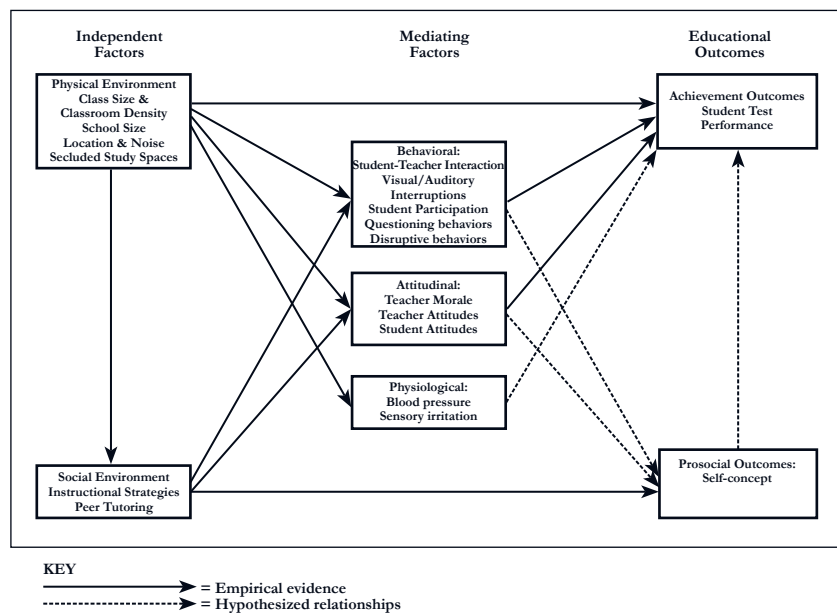 Independent
Factors
Mediating
Factors
Educational
Outcomes
Physical Environment
Class Size &
Classroom Density
School Size
Location & Noise
Secluded Study Spaces
Behavioral:
Student-Teacher Interaction
Visual/Auditory
Interruptions
Student Participation
Questioning behaviors
Disruptive behaviors
Achievement Outcomes
Student Test
Performance
Attitudinal:
Teacher Morale
Teacher Attitudes
Student Attitudes
Physiological:
Blood pressure
Sensory irritation
Social Environment
Instructional Strategies
Peer Tutoring
Prosocial Outcomes:
Self-concept
KEY
= Empirical evidence
= Hypothesized relationships